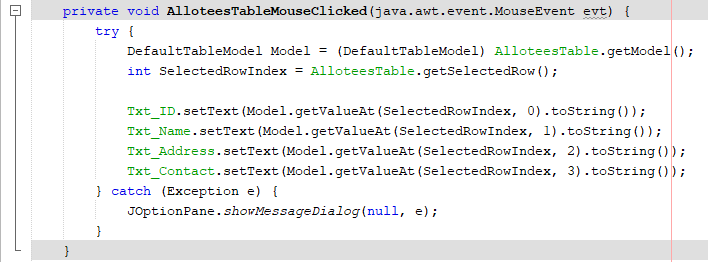 private void AlloteesTableMouseClicked(java.awt.event.MouseEvent evt) {
try {
DefaultTableModel Model = (DefaultTableModel) AlloteesTable.getModel();
int SelectedRowIndex = AlloteesTable.getSelectedRow();
Txt_ID.setText(Model.getValueAt(SelectedRowIndex, 0).toString());
Txt_Name.setText(Model.getValueAt(SelectedRowIndex, 1).toString());
Txt_Address.setText(Model.getValueAt(SelectedRowIndex, 2).toString());
Txt_Contact.setText(Model.getValueAt(SelectedRowIndex, 3).toString());
} catch (Exception e) {
JOptionPane.showMessageDialog(null, e);
}
}